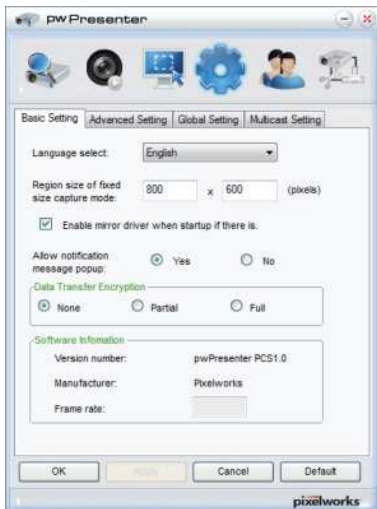 pwPresenter
Basic Setting Advanced Setting Global Setting Multicast Setting
Language select: English
Region size of fixed size capture mode: 800 x 600 (pixels)
Enable mirror driver when startup if there is.
Allow notification message popup: Yes No
Data Transfer Encryption
None Partial Full
Software Infomation
Version number: pwPresenter PCS1.0
Manufacturer: Pixelworks
Frame rate:
OK Apply Cancel Default
pixelworks